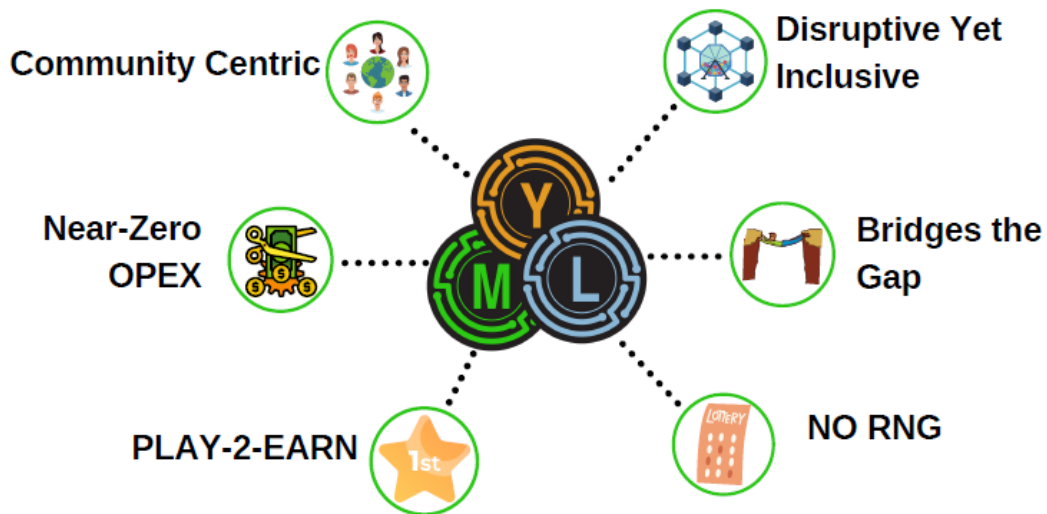 Community Centric
Disruptive Yet
Inclusive
Near-Zero
OPEX
Y
M
L
Bridges the
Gap
PLAY-2-EARN
1st
LOTTERY
NO RNG
$
$
$